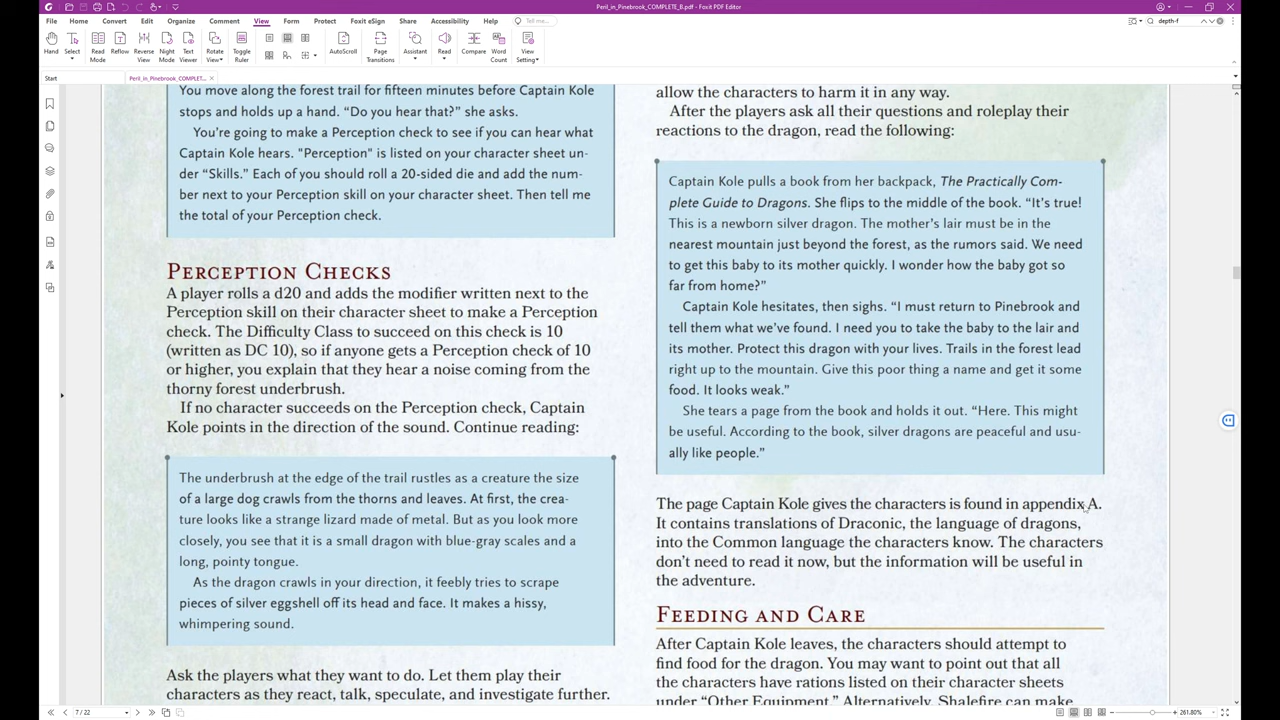 Peril_in_Pinebrook_COMPLETE_B.pdf - Foxit PDF Editor
File
Home
Convert
Edit
Organize
Comment
View
Form
Protect
Foxit eSign
Share
Accessibility
Help
Tell me...
depth-f
Hand
Select
Read Mode
Reflow
Reverse View
Night Mode
Text Viewer
Rotate View
Toggle Ruler
AutoScroll
Page Transitions
Assistant
Read
Compare
Word Count
View Setting
Start
Peril_in_Pinebrook_COMPLET...
You move along the forest trail for fifteen minutes before Captain Kole
stops and holds up a hand. “Do you hear that?” she asks.
You’re going to make a Perception check to see if you can hear what
Captain Kole hears. "Perception" is listed on your character sheet un-
der “Skills.” Each of you should roll a 20-sided die and add the num-
ber next to your Perception skill on your character sheet. Then tell me
the total of your Perception check.
Perception Checks
A player rolls a d20 and adds the modifier written next to the
Perception skill on their character sheet to make a Perception
check. The Difficulty Class to succeed on this check is 10
(written as DC 10), so if anyone gets a Perception check of 10
or higher, you explain that they hear a noise coming from the
thorny forest underbrush.
If no character succeeds on the Perception check, Captain
Kole points in the direction of the sound. Continue reading:
The underbrush at the edge of the trail rustles as a creature the size
of a large dog crawls from the thorns and leaves. At first, the crea-
ture looks like a strange lizard made of metal. But as you look more
closely, you see that it is a small dragon with blue-gray scales and a
long, pointy tongue.
As the dragon crawls in your direction, it feebly tries to scrape
pieces of silver eggshell off its head and face. It makes a hissy,
whimpering sound.
Ask the players what they want to do. Let them play their
characters as they react, talk, speculate, and investigate further.
allow the characters to harm it in any way.
After the players ask all their questions and roleplay their
reactions to the dragon, read the following:
Captain Kole pulls a book from her backpack, The Practically Com-
plete Guide to Dragons. She flips to the middle of the book. “It’s true!
This is a newborn silver dragon. The mother’s lair must be in the
nearest mountain just beyond the forest, as the rumors said. We need
to get this baby to its mother quickly. I wonder how the baby got so
far from home?”
Captain Kole hesitates, then sighs. “I must return to Pinebrook and
tell them what we’ve found. I need you to take the baby to the lair and
its mother. Protect this dragon with your lives. Trails in the forest lead
right up to the mountain. Give this poor thing a name and get it some
food. It looks weak.”
She tears a page from the book and holds it out. “Here. This might
be useful. According to the book, silver dragons are peaceful and usu-
ally like people.”
The page Captain Kole gives the characters is found in appendix A.
It contains translations of Draconic, the language of dragons,
into the Common language the characters know. The characters
don’t need to read it now, but the information will be useful in
the adventure.
Feeding and Care
After Captain Kole leaves, the characters should attempt to
find food for the dragon. You may want to point out that all
the characters have rations listed on their character sheets
under “Other Equipment.” Alternatively, Shalefire can make
7 / 22
261.80%